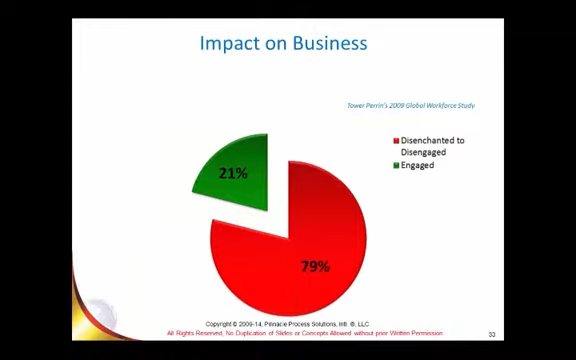 Impact on Business
Tower Perrin's 2009 Global Workforce Study
Disenchanted to
Disengaged
Engaged
21%
79%
Copyright © 2009-14, Pinnacle Process Solutions, Intl. ®, LLC
All Rights Reserved, No Duplication of Slides or Concepts Allowed without prior Written Permission
33